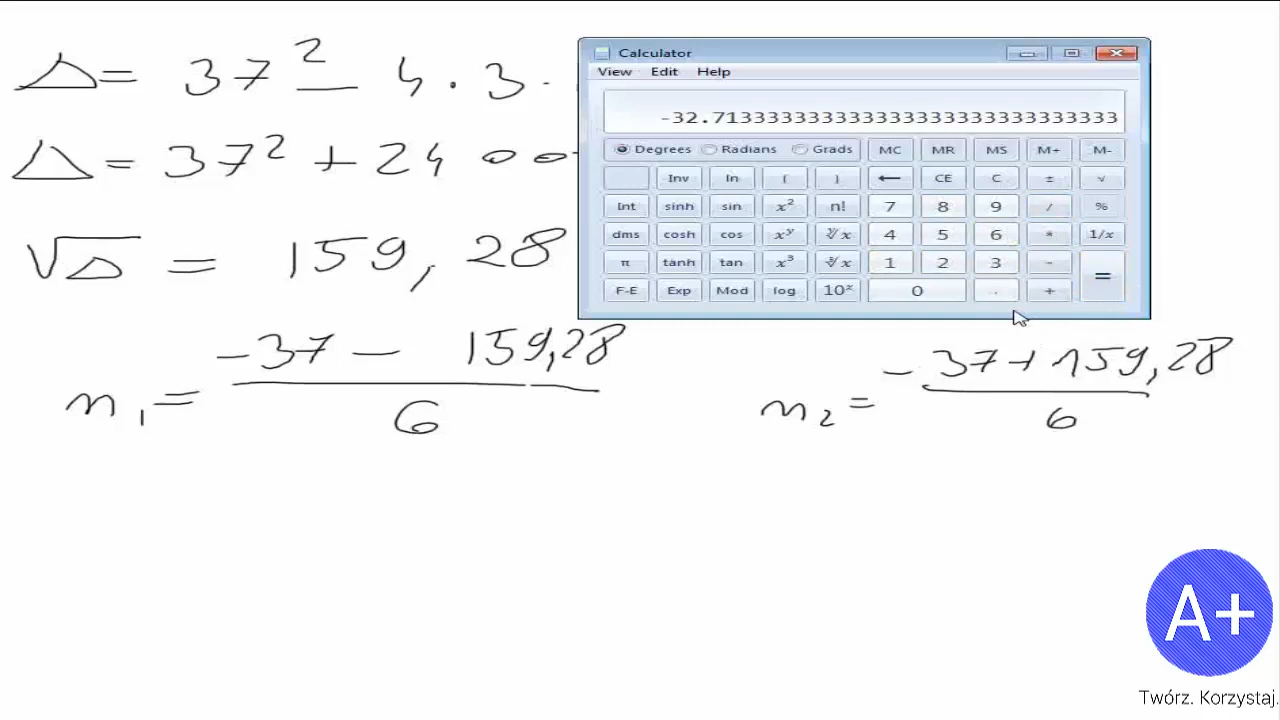 Δ= 37² – 4 . 3 .
Δ = 37² + 24 00
√Δ = 159, 28
n₁ = -37 – 159,28 / 6
n₂ = -37+159,28 / 6
Calculator
View Edit Help
-32.713333333333333333333333333333
Degrees Radians Grads MC MR MS M+ M-
Inv ln ( ) ← CE C ± √
Int sinh sin x² n! 7 8 9 / %
dms cosh cos xʸ ʸ√x 4 5 6 * 1/x
π tanh tan x³ ³√x 1 2 3 - =
F-E Exp Mod log 10ˣ 0 . +
A+
Twórz. Korzystaj.